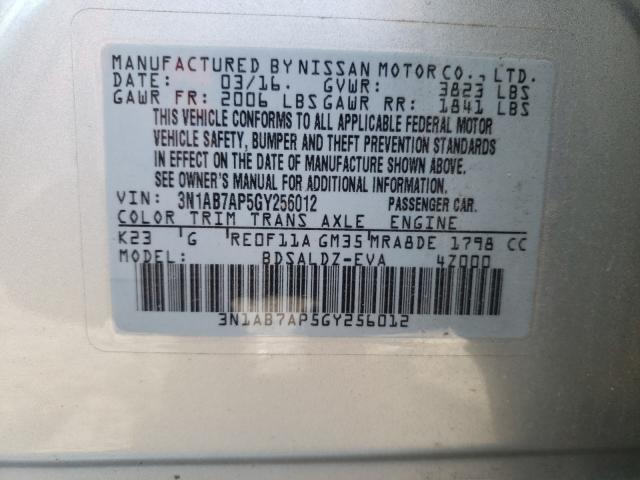 MANUFACTURED BY NISSAN MOTOR CO., LTD.
DATE: 03/16. GVWR: 3823 LBS
GAWR FR: 2006 LBS GAWR RR: 1841 LBS
THIS VEHICLE CONFORMS TO ALL APPLICABLE FEDERAL MOTOR
VEHICLE SAFETY, BUMPER AND THEFT PREVENTION STANDARDS
IN EFFECT ON THE DATE OF MANUFACTURE SHOWN ABOVE.
SEE OWNER'S MANUAL FOR ADDITIONAL INFORMATION.
VIN: 3N1AB7AP5GY256012 PASSENGER CAR.
COLOR TRIM TRANS AXLE ENGINE
K23 G RE0F11A GM35 MRA8DE 1798 CC
MODEL: BDSALDZ-EVA 4Z000
3N1AB7AP5GY256012